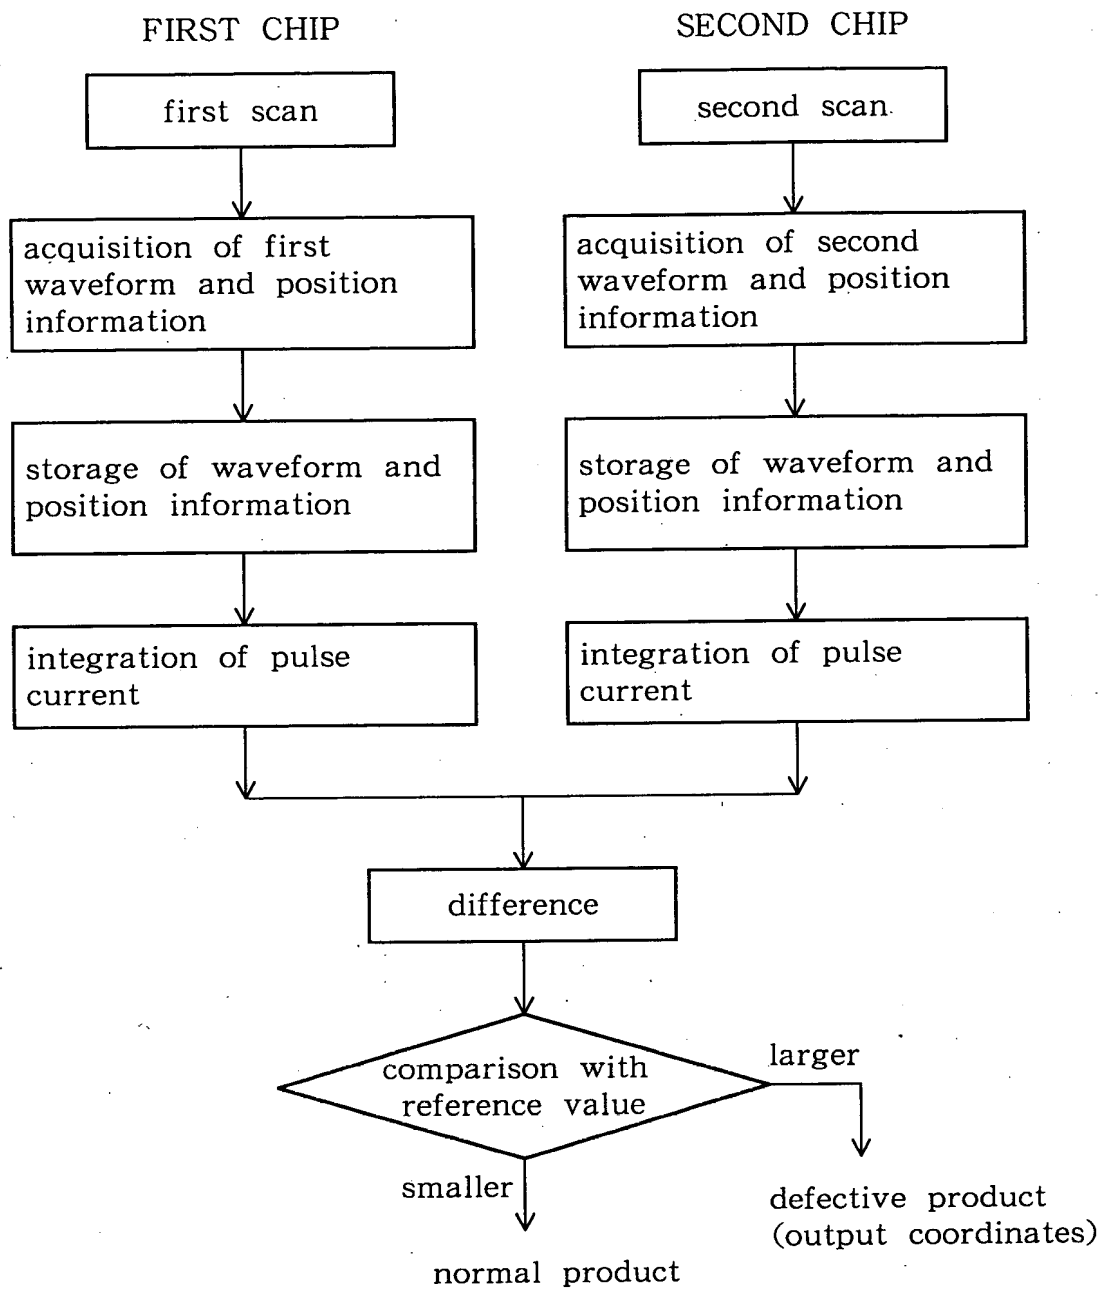 FIRST CHIP
first scan
acquisition of first
waveform and position
information
storage of waveform and
position information
integration of pulse
current
SECOND CHIP
second scan
acquisition of second
waveform and position
information
storage of waveform and
position information
integration of pulse
current
difference
comparison with
reference value
larger
smaller
defective product
(output coordinates)
normal product